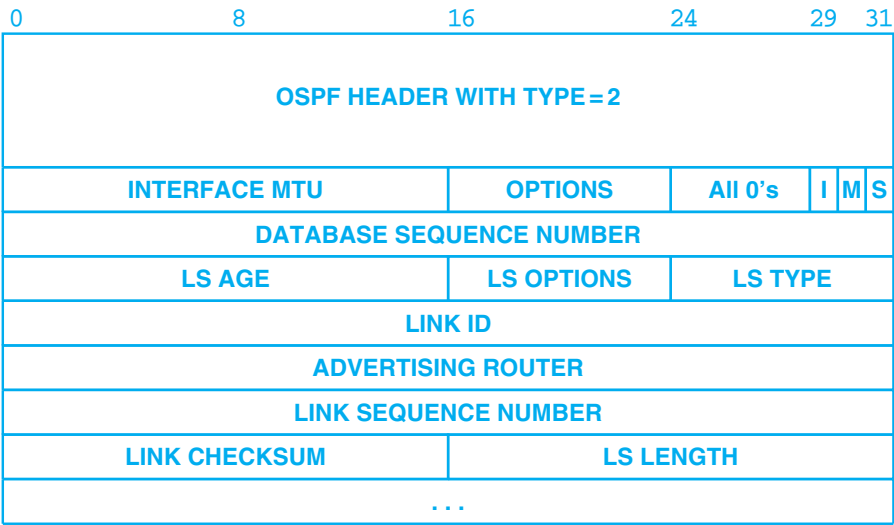 0 8 16 24 29 31
OSPF HEADER WITH TYPE = 2
INTERFACE MTU OPTIONS All 0’s I M S
DATABASE SEQUENCE NUMBER
LS AGE LS OPTIONS LS TYPE
LINK ID
ADVERTISING ROUTER
LINK SEQUENCE NUMBER
LINK CHECKSUM LS LENGTH
. . .